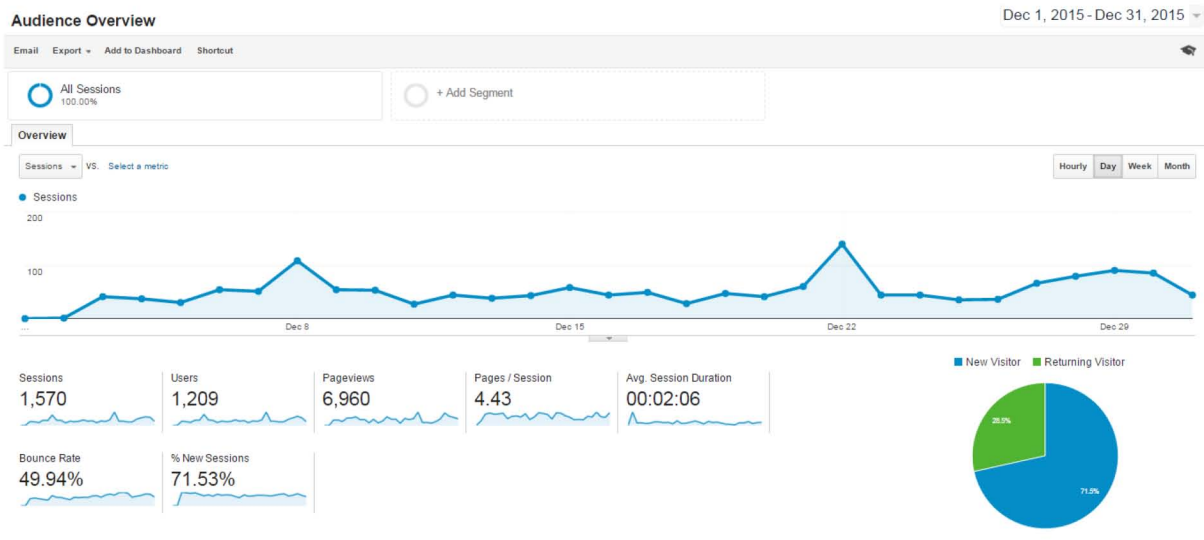 Audience Overview
Dec 1, 2015 - Dec 31, 2015
Email Export Add to Dashboard Shortcut
All Sessions
100.00%
+ Add Segment
Overview
Sessions VS. Select a metric
Hourly Day Week Month
Sessions
200
100
... Dec 8 Dec 15 Dec 22 Dec 29
New Visitor Returning Visitor
Sessions Users Pageviews Pages / Session Avg. Session Duration
1,570 1,209 6,960 4.43 00:02:06
28.5%
Bounce Rate % New Sessions
49.94% 71.53%
71.5%